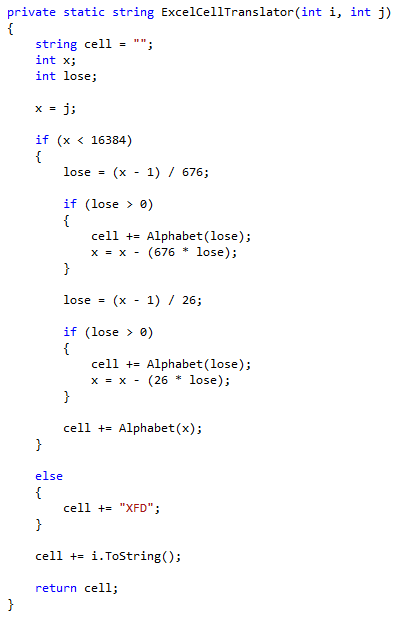 private static string ExcelCellTranslator(int i, int j)
{
    string cell = "";
    int x;
    int lose;

    x = j;

    if (x < 16384)
    {
        lose = (x - 1) / 676;

        if (lose > 0)
        {
            cell += Alphabet(lose);
            x = x - (676 * lose);
        }

        lose = (x - 1) / 26;

        if (lose > 0)
        {
            cell += Alphabet(lose);
            x = x - (26 * lose);
        }

        cell += Alphabet(x);
    }

    else
    {
        cell += "XFD";
    }

    cell += i.ToString();

    return cell;
}